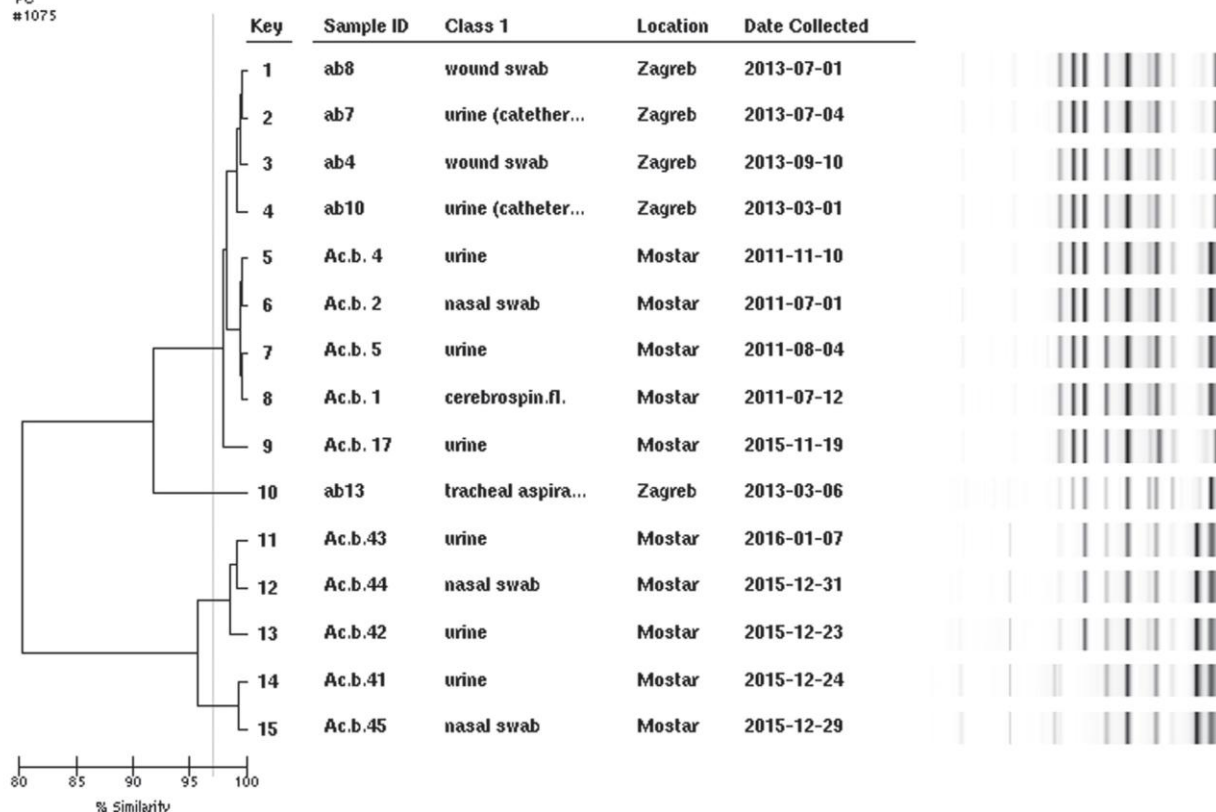 #1075
Key Sample ID Class 1 Location Date Collected
1 ab8 wound swab Zagreb 2013-07-01
2 ab7 urine (catether... Zagreb 2013-07-04
3 ab4 wound swab Zagreb 2013-09-10
4 ab10 urine (catheter... Zagreb 2013-03-01
5 Ac.b. 4 urine Mostar 2011-11-10
6 Ac.b. 2 nasal swab Mostar 2011-07-01
7 Ac.b. 5 urine Mostar 2011-08-04
8 Ac.b. 1 cerebrospin.fl. Mostar 2011-07-12
9 Ac.b. 17 urine Mostar 2015-11-19
10 ab13 tracheal aspira... Zagreb 2013-03-06
11 Ac.b.43 urine Mostar 2016-01-07
12 Ac.b.44 nasal swab Mostar 2015-12-31
13 Ac.b.42 urine Mostar 2015-12-23
14 Ac.b.41 urine Mostar 2015-12-24
15 Ac.b.45 nasal swab Mostar 2015-12-29
80 85 90 95 100
% Similarity